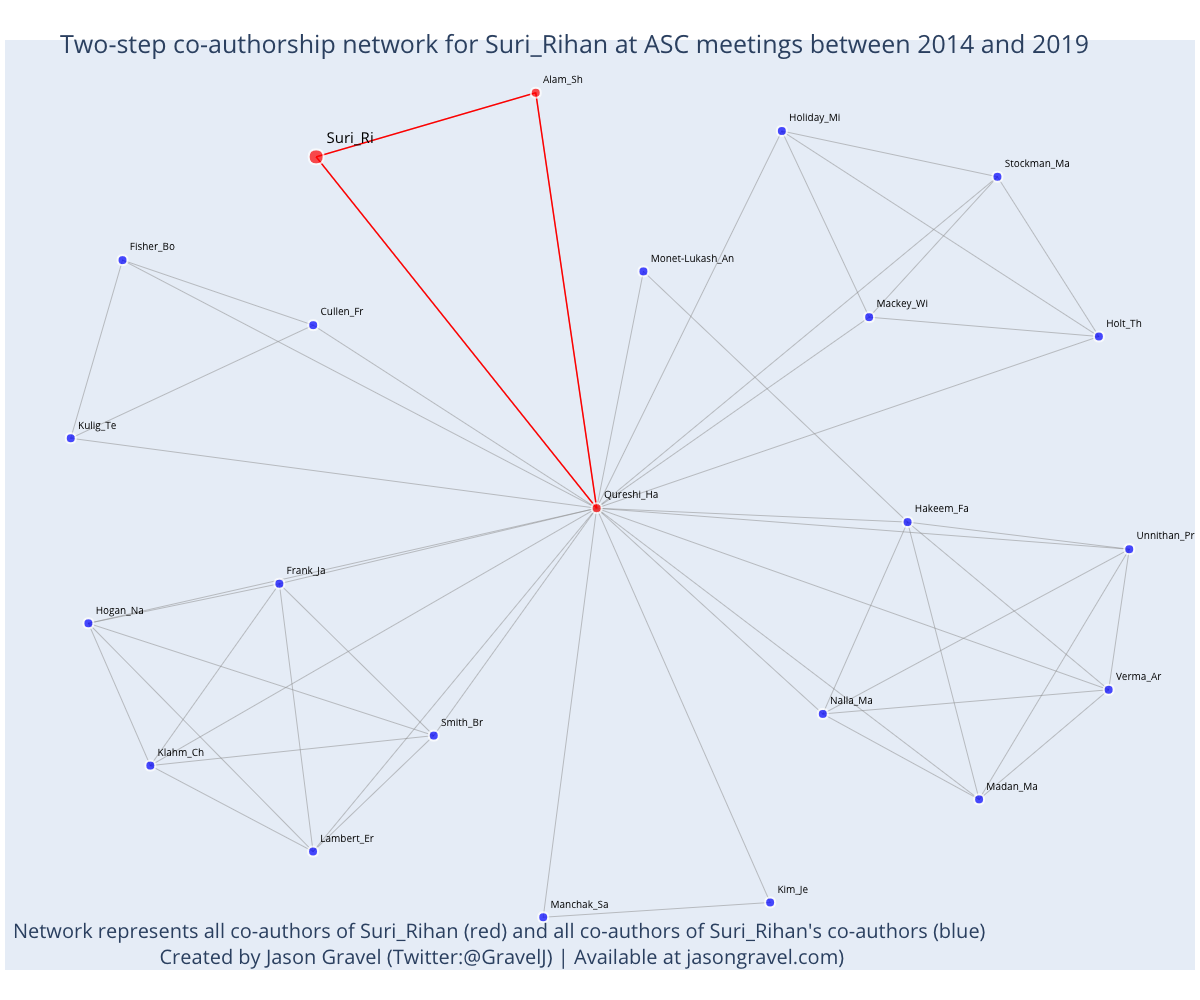 Two-step co-authorship network for Suri_Rihan at ASC meetings between 2014 and 2019
Alam_Sh
Suri_Ri
Holiday_Mi
Stockman_Ma
Fisher_Bo
Monet-Lukash_An
Cullen_Fr
Mackey_Wi
Holt_Th
Kulig_Te
Qureshi_Ha
Hakeem_Fa
Unnithan_Pr
Frank_Ja
Hogan_Na
Verma_Ar
Nalla_Ma
Smith_Br
Klahm_Ch
Madan_Ma
Lambert_Er
Kim_Je
Manchak_Sa
Network represents all co-authors of Suri_Rihan (red) and all co-authors of Suri_Rihan's co-authors (blue)
Created by Jason Gravel (Twitter:@GravelJ) | Available at jasongravel.com)